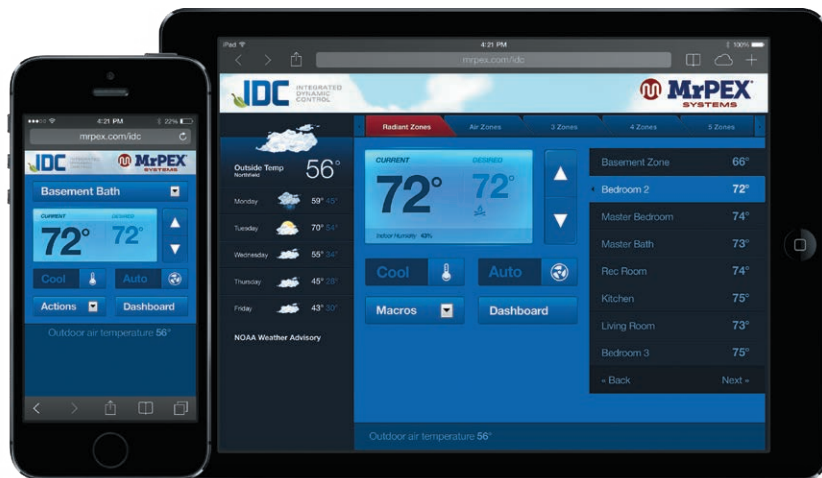 4:21 PM
22%
mrpex.com/idc
IDC
INTEGRATED
DYNAMIC
CONTROL
MrPEX
SYSTEMS
Basement Bath
CURRENT
DESIRED
72°
72°
Cool
Auto
Actions
Dashboard
Outdoor air temperature 56°
iPad
4:21 PM
100%
mrpex.com/idc
IDC
INTEGRATED
DYNAMIC
CONTROL
MrPEX
SYSTEMS
Outside Temp
Northfield
56°
Monday 59° 45°
Tuesday 70° 54°
Wednesday 55° 34°
Thursday 45° 28°
Friday 43° 30°
NOAA Weather Advisory
Radiant Zones
Air Zones
3 Zones
4 Zones
5 Zones
CURRENT
DESIRED
72°
72°
Indoor Humidity 43%
Cool
Auto
Macros
Dashboard
Basement Zone 66°
Bedroom 2 72°
Master Bedroom 74°
Master Bath 73°
Rec Room 74°
Kitchen 75°
Living Room 73°
Bedroom 3 75°
« Back Next »
Outdoor air temperature 56°